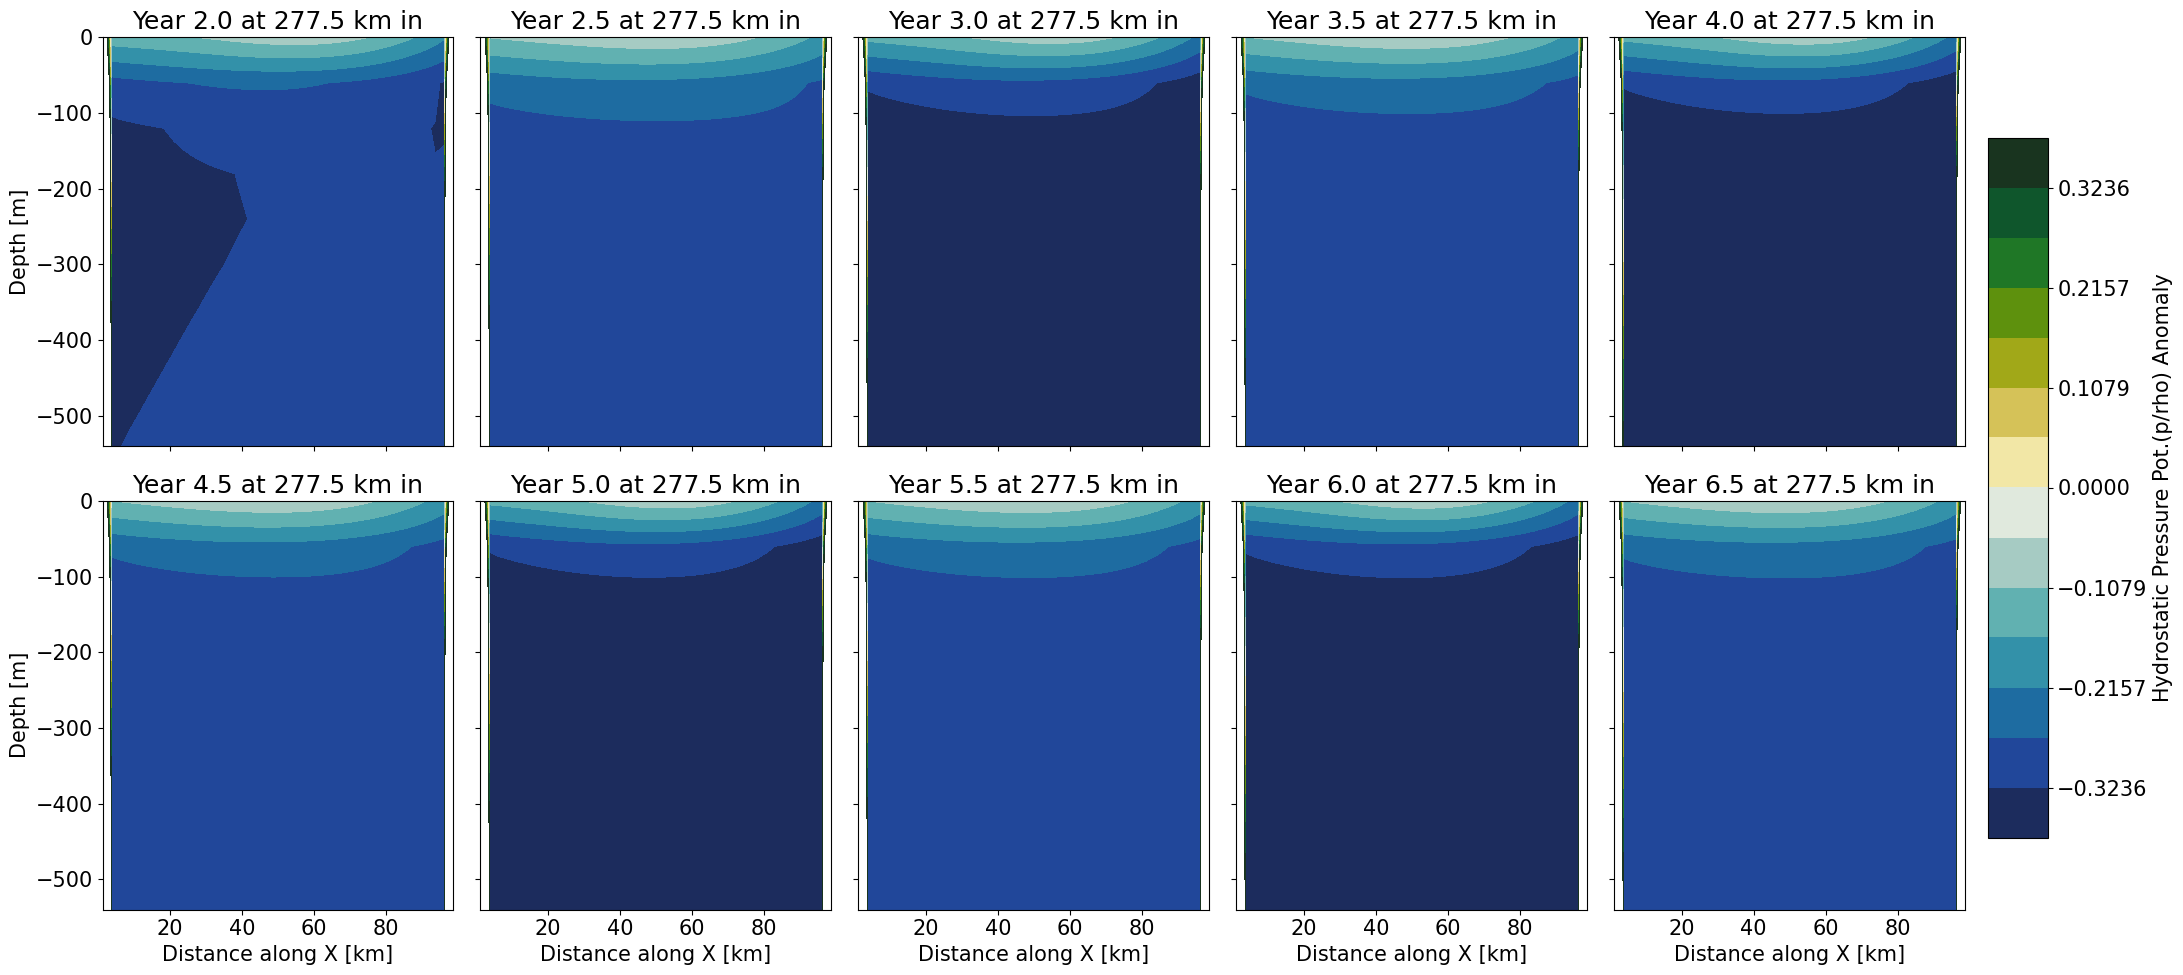 Year 2.0 at 277.5 km in
Year 2.5 at 277.5 km in
Year 3.0 at 277.5 km in
Year 3.5 at 277.5 km in
Year 4.0 at 277.5 km in
0
−100
−200
−300
−400
−500
Depth [m]
Year 4.5 at 277.5 km in
Year 5.0 at 277.5 km in
Year 5.5 at 277.5 km in
Year 6.0 at 277.5 km in
Year 6.5 at 277.5 km in
0
−100
−200
−300
−400
−500
Depth [m]
20 40 60 80
20 40 60 80
20 40 60 80
20 40 60 80
20 40 60 80
Distance along X [km]
Distance along X [km]
Distance along X [km]
Distance along X [km]
Distance along X [km]
0.3236
0.2157
0.1079
0.0000
−0.1079
−0.2157
−0.3236
Hydrostatic Pressure Pot.(p/rho) Anomaly